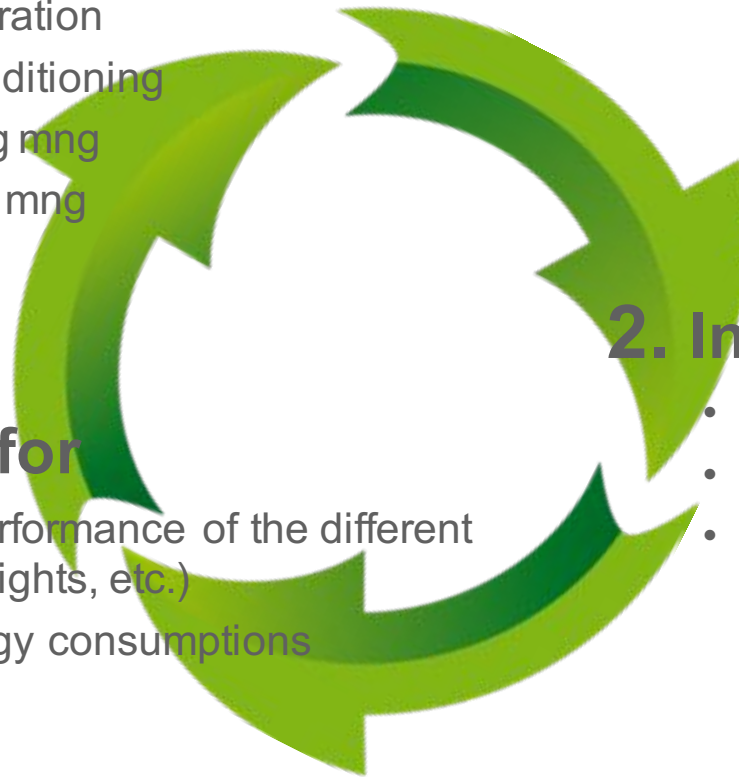 ration
ditioning
g mng
mng
2. In
for
rformance of the different
ights, etc.)
gy consumptions